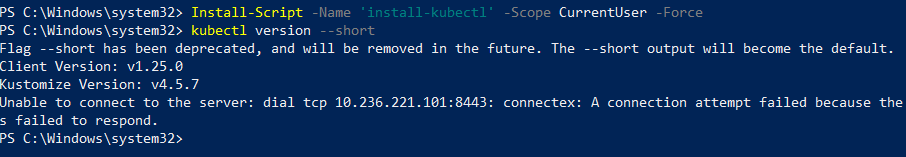 PS C:\Windows\system32> Install-Script -Name 'install-kubectl' -Scope CurrentUser -Force
PS C:\Windows\system32> kubectl version --short
Flag --short has been deprecated, and will be removed in the future. The --short output will become the default.
Client Version: v1.25.0
Kustomize Version: v4.5.7
Unable to connect to the server: dial tcp 10.236.221.101:8443: connectex: A connection attempt failed because the
s failed to respond.
PS C:\Windows\system32>